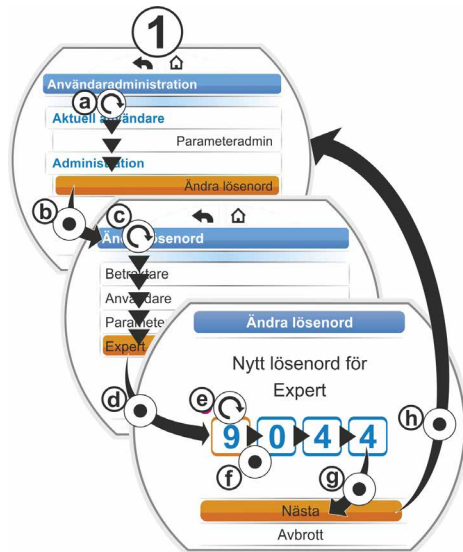 1
Användaradministration
a
Aktuell användare
Parameteradmin
Administration
Ändra lösenord
b
c
Ändra lösenord
Betraktare
Användare
Paramete
Expert
d
Ändra lösenord
Nytt lösenord för
Expert
e
9 0 4 4
f
g
h
Nästa
Avbrott